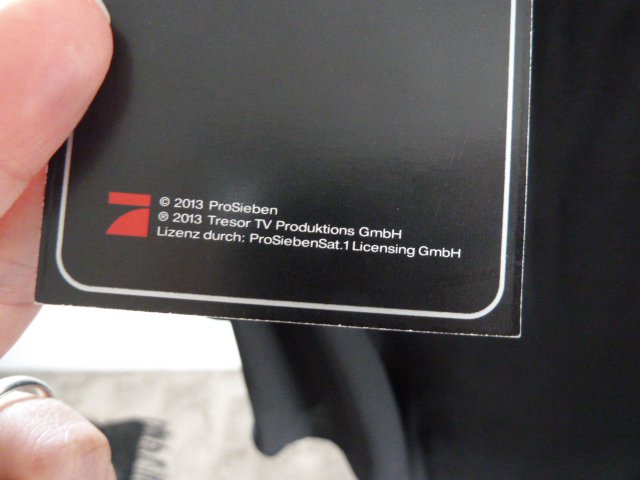 © 2013 ProSieben
® 2013 Tresor TV Produktions GmbH
Lizenz durch: ProSiebenSat.1 Licensing GmbH